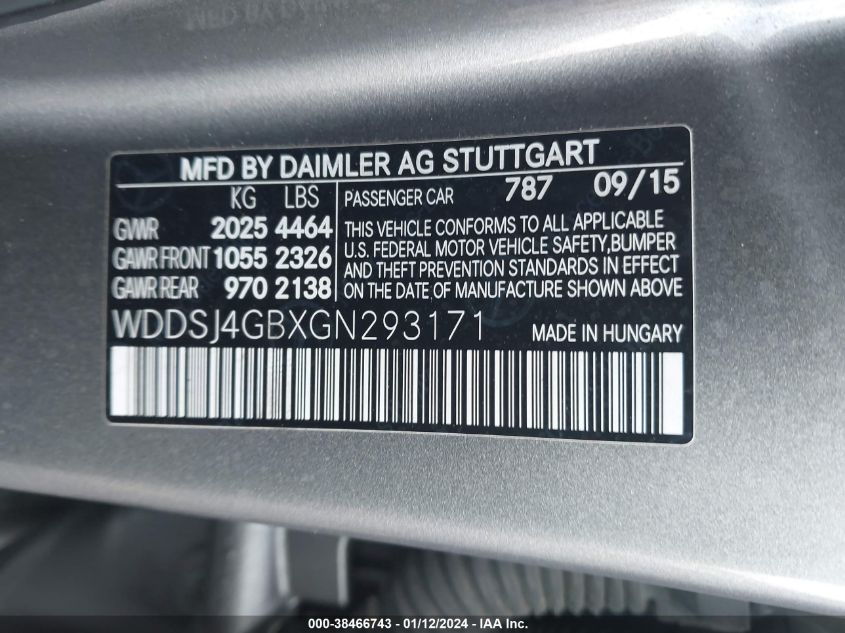 MFD BY DAIMLER AG STUTTGART
KG LBS
PASSENGER CAR 787 09/15
GVWR 2025 4464
GAWR FRONT 1055 2326
GAWR REAR 970 2138
THIS VEHICLE CONFORMS TO ALL APPLICABLE
U.S. FEDERAL MOTOR VEHICLE SAFETY,BUMPER
AND THEFT PREVENTION STANDARDS IN EFFECT
ON THE DATE OF MANUFACTURE SHOWN ABOVE
WDDSJ4GBXGN293171
MADE IN HUNGARY
000-38466743 / 01/12/2024 - IAA Inc.